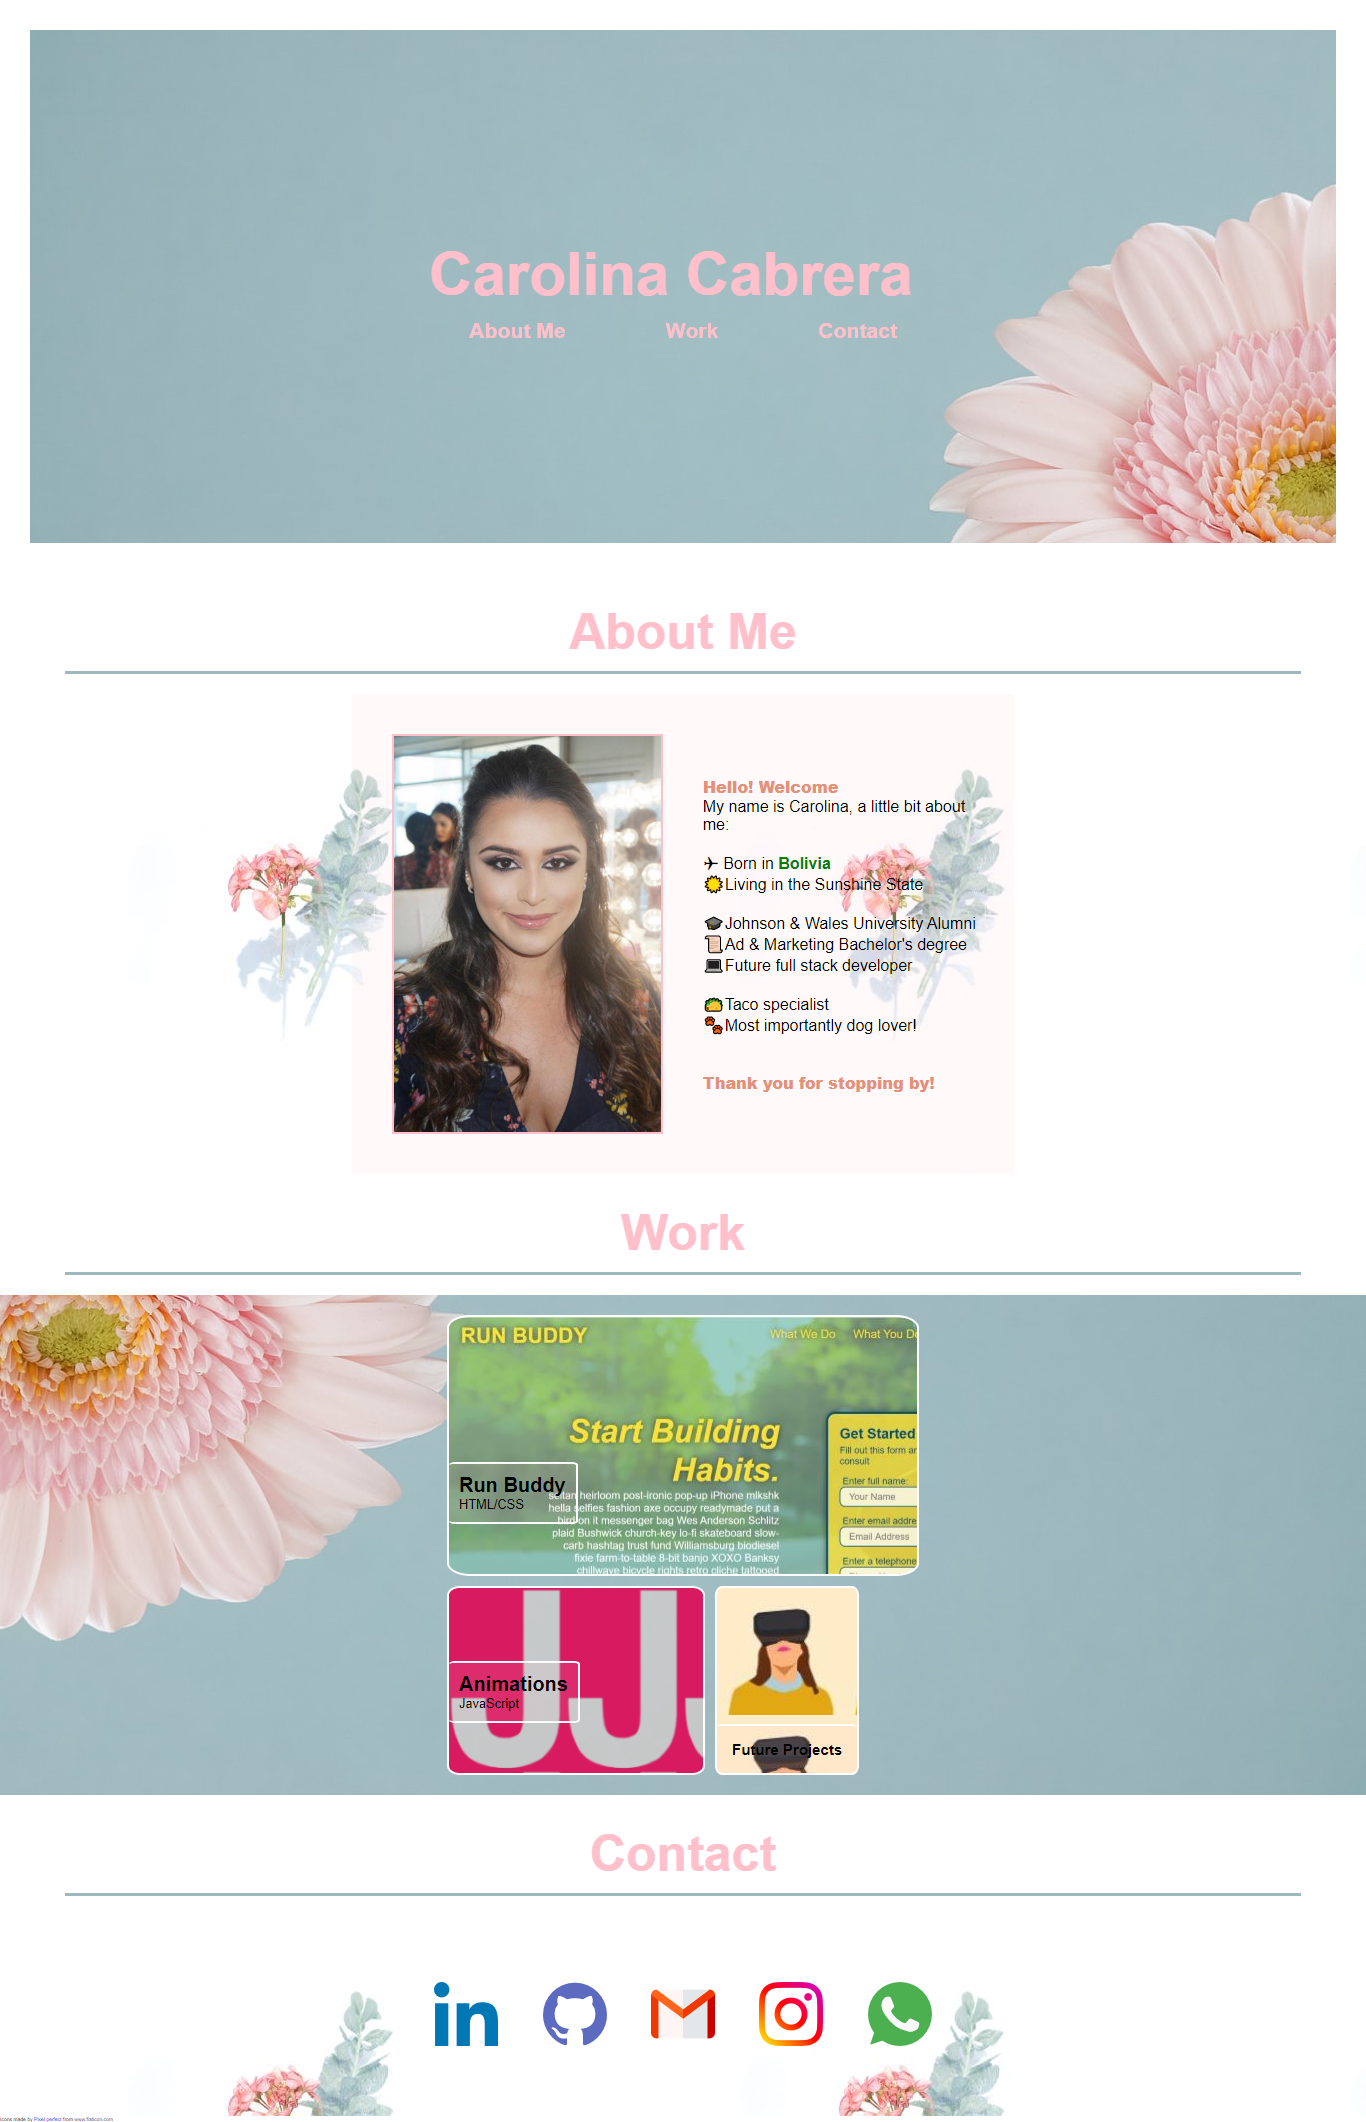 Carolina Cabrera
About Me
Work
Contact
About Me
Hello! Welcome
My name is Carolina, a little bit about
me:
✈ Born in Bolivia
Living in the Sunshine State
🎓Johnson & Wales University Alumni
📜Ad & Marketing Bachelor's degree
💻Future full stack developer
🌮Taco specialist
🐾Most importantly dog lover!
Thank you for stopping by!
Work
RUN BUDDY
What We Do
What You Do
Start Building
Habits.
seitan heirloom post-ironic pop-up iPhone mlkshk
hella selfies fashion axe occupy readymade put a
bird on it messenger bag Wes Anderson Schlitz
plaid Bushwick church-key lo-fi skateboard slow-
carb hashtag trust fund Williamsburg biodiesel
fixie farm-to-table 8-bit banjo XOXO Banksy
chillwave bicycle rights retro cliche tattooed
Get Started
Fill out this form an
consult
Enter full name:
Your Name
Enter email addre
Email Address
Enter a telephone
Run Buddy
HTML/CSS
JJJ
Animations
JavaScript
Future Projects
Contact
in
Icons made by Pixel perfect from www.flaticon.com